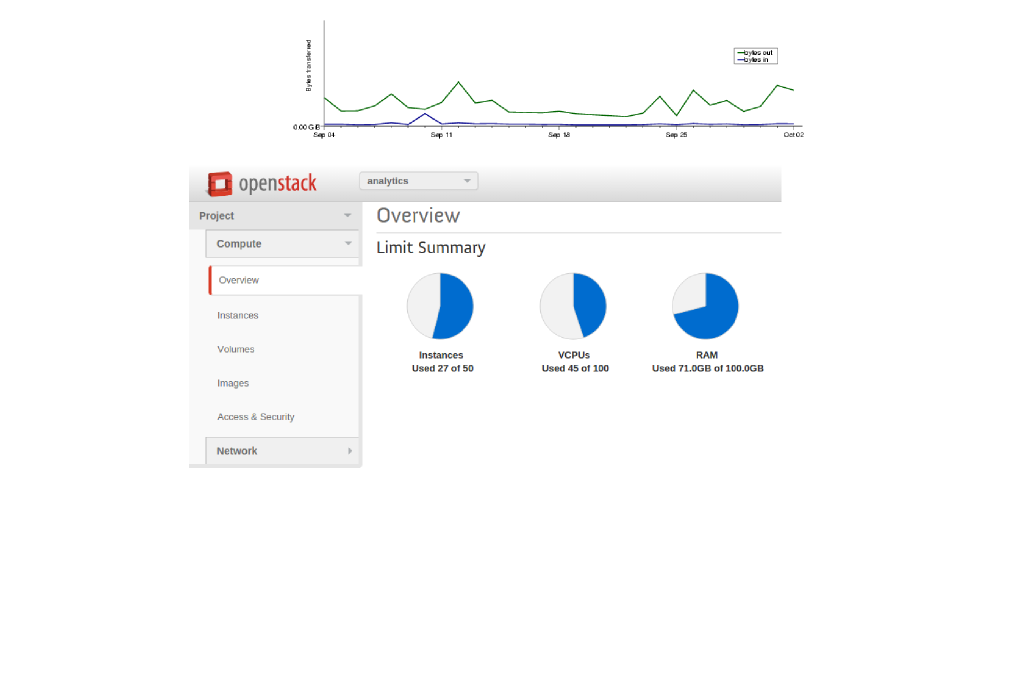 Bytes transferred
bytes out
bytes in
0.00 GB
Sep 04 Sep 11 Sep 18 Sep 25 Oct 02
openstack analytics
Project
Overview
Compute
Limit Summary
Overview
Instances
Volumes
Images
Access & Security
Network
Instances
Used 27 of 50
VCPUs
Used 45 of 100
RAM
Used 71.0GB of 100.0GB